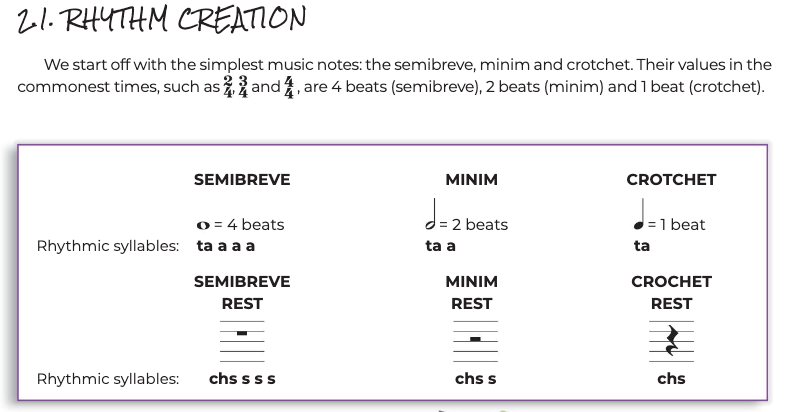 2.1. RHYTHM CREATION
We start off with the simplest music notes: the semibreve, minim and crotchet. Their values in the
commonest times, such as 2/4, 3/4 and 4/4, are 4 beats (semibreve), 2 beats (minim) and 1 beat (crotchet).
SEMIBREVE MINIM CROTCHET
𝅝 = 4 beats 𝅗𝅥 = 2 beats 𝅘𝅥 = 1 beat
Rhythmic syllables: ta a a a ta a ta
SEMIBREVE MINIM CROCHET
REST REST REST
Rhythmic syllables: chs s s s chs s chs